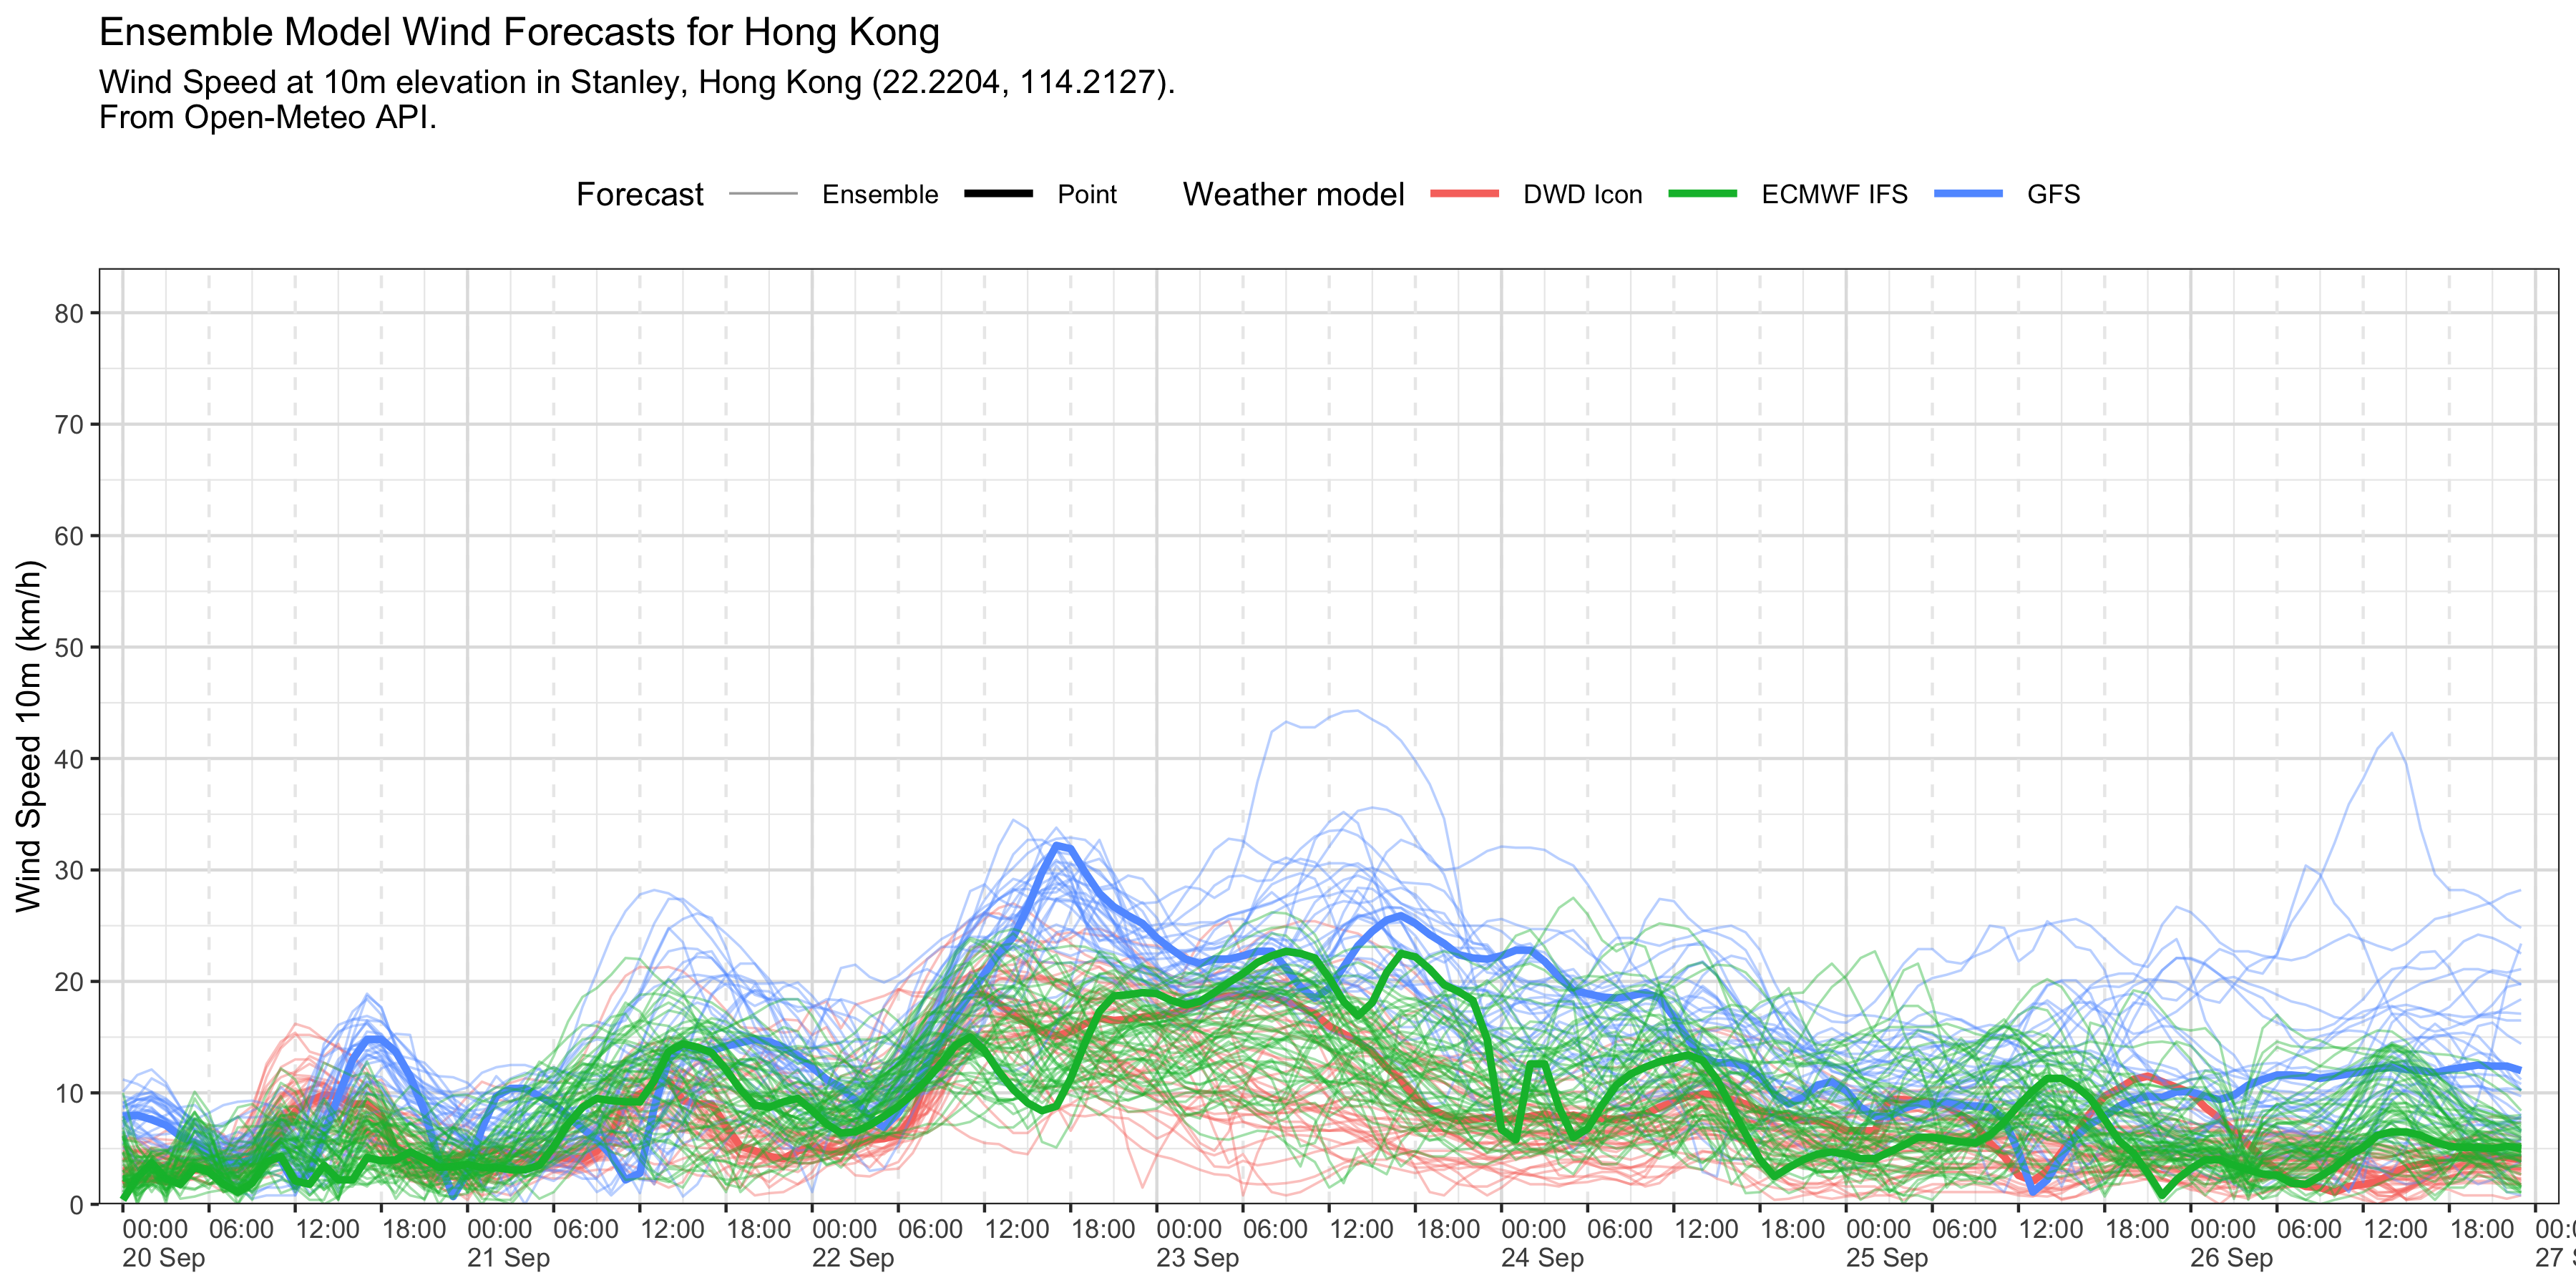 Ensemble Model Wind Forecasts for Hong Kong
Wind Speed at 10m elevation in Stanley, Hong Kong (22.2204, 114.2127).
From Open-Meteo API.
Forecast Ensemble Point Weather model DWD Icon ECMWF IFS GFS
Wind Speed 10m (km/h)
80
70
60
50
40
30
20
10
0
00:00 06:00 12:00 18:00 00:00 06:00 12:00 18:00 00:00 06:00 12:00 18:00 00:00 06:00 12:00 18:00 00:00 06:00 12:00 18:00 00:00 06:00 12:00 18:00 00:00 06:00 12:00 18:00 00:0
20 Sep 21 Sep 22 Sep 23 Sep 24 Sep 25 Sep 26 Sep 27